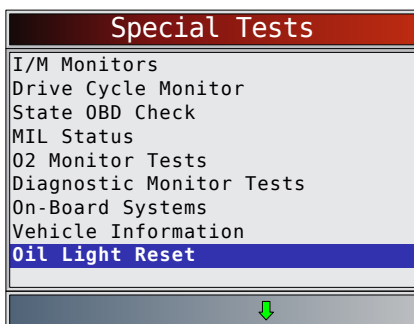 Special Tests
I/M Monitors
Drive Cycle Monitor
State OBD Check
MIL Status
O2 Monitor Tests
Diagnostic Monitor Tests
On-Board Systems
Vehicle Information
Oil Light Reset